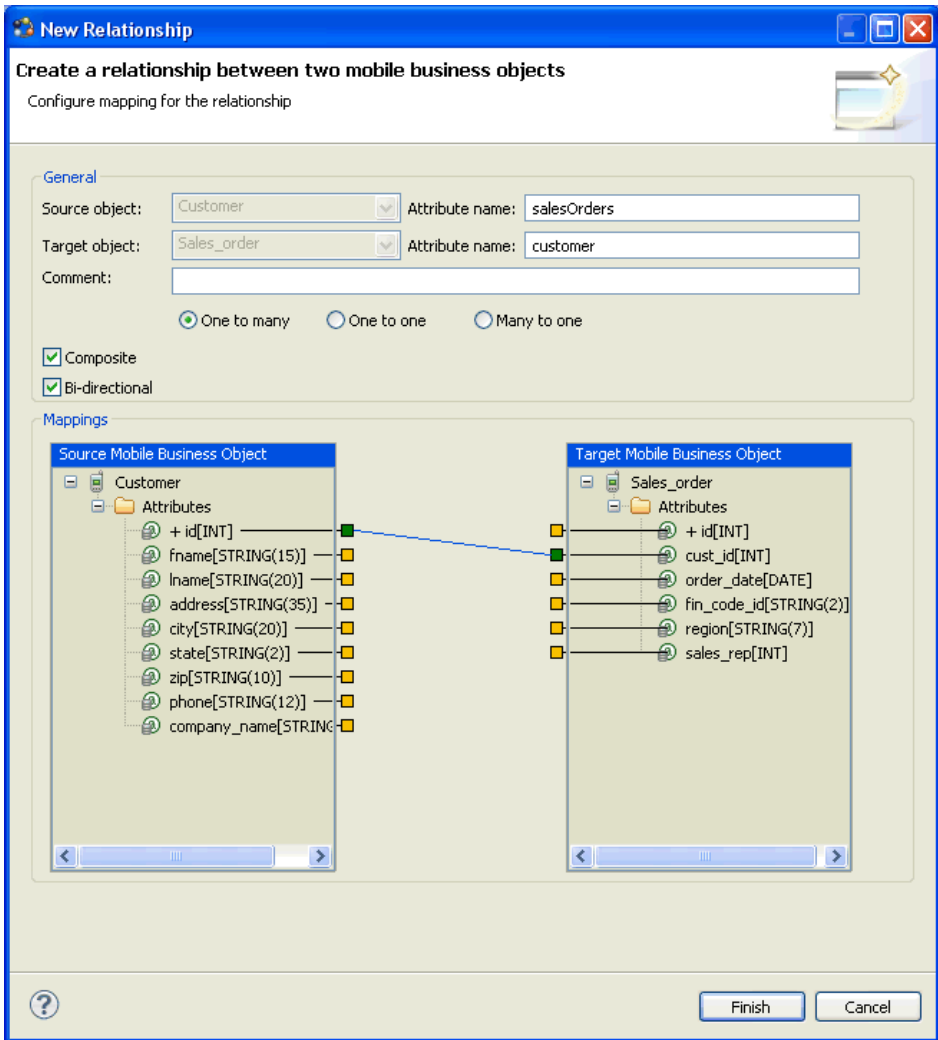 New Relationship
Create a relationship between two mobile business objects
Configure mapping for the relationship
General
Source object: Customer Attribute name: salesOrders
Target object: Sales_order Attribute name: customer
Comment:
One to many One to one Many to one
Composite
Bi-directional
Mappings
Source Mobile Business Object Target Mobile Business Object
Customer Sales_order
Attributes Attributes
+ id[INT] + id[INT]
fname[STRING(15)] cust_id[INT]
lname[STRING(20)] order_date[DATE]
address[STRING(35)] fin_code_id[STRING(2)]
city[STRING(20)] region[STRING(7)]
state[STRING(2)] sales_rep[INT]
zip[STRING(10)]
phone[STRING(12)]
company_name[STRING
? Finish Cancel